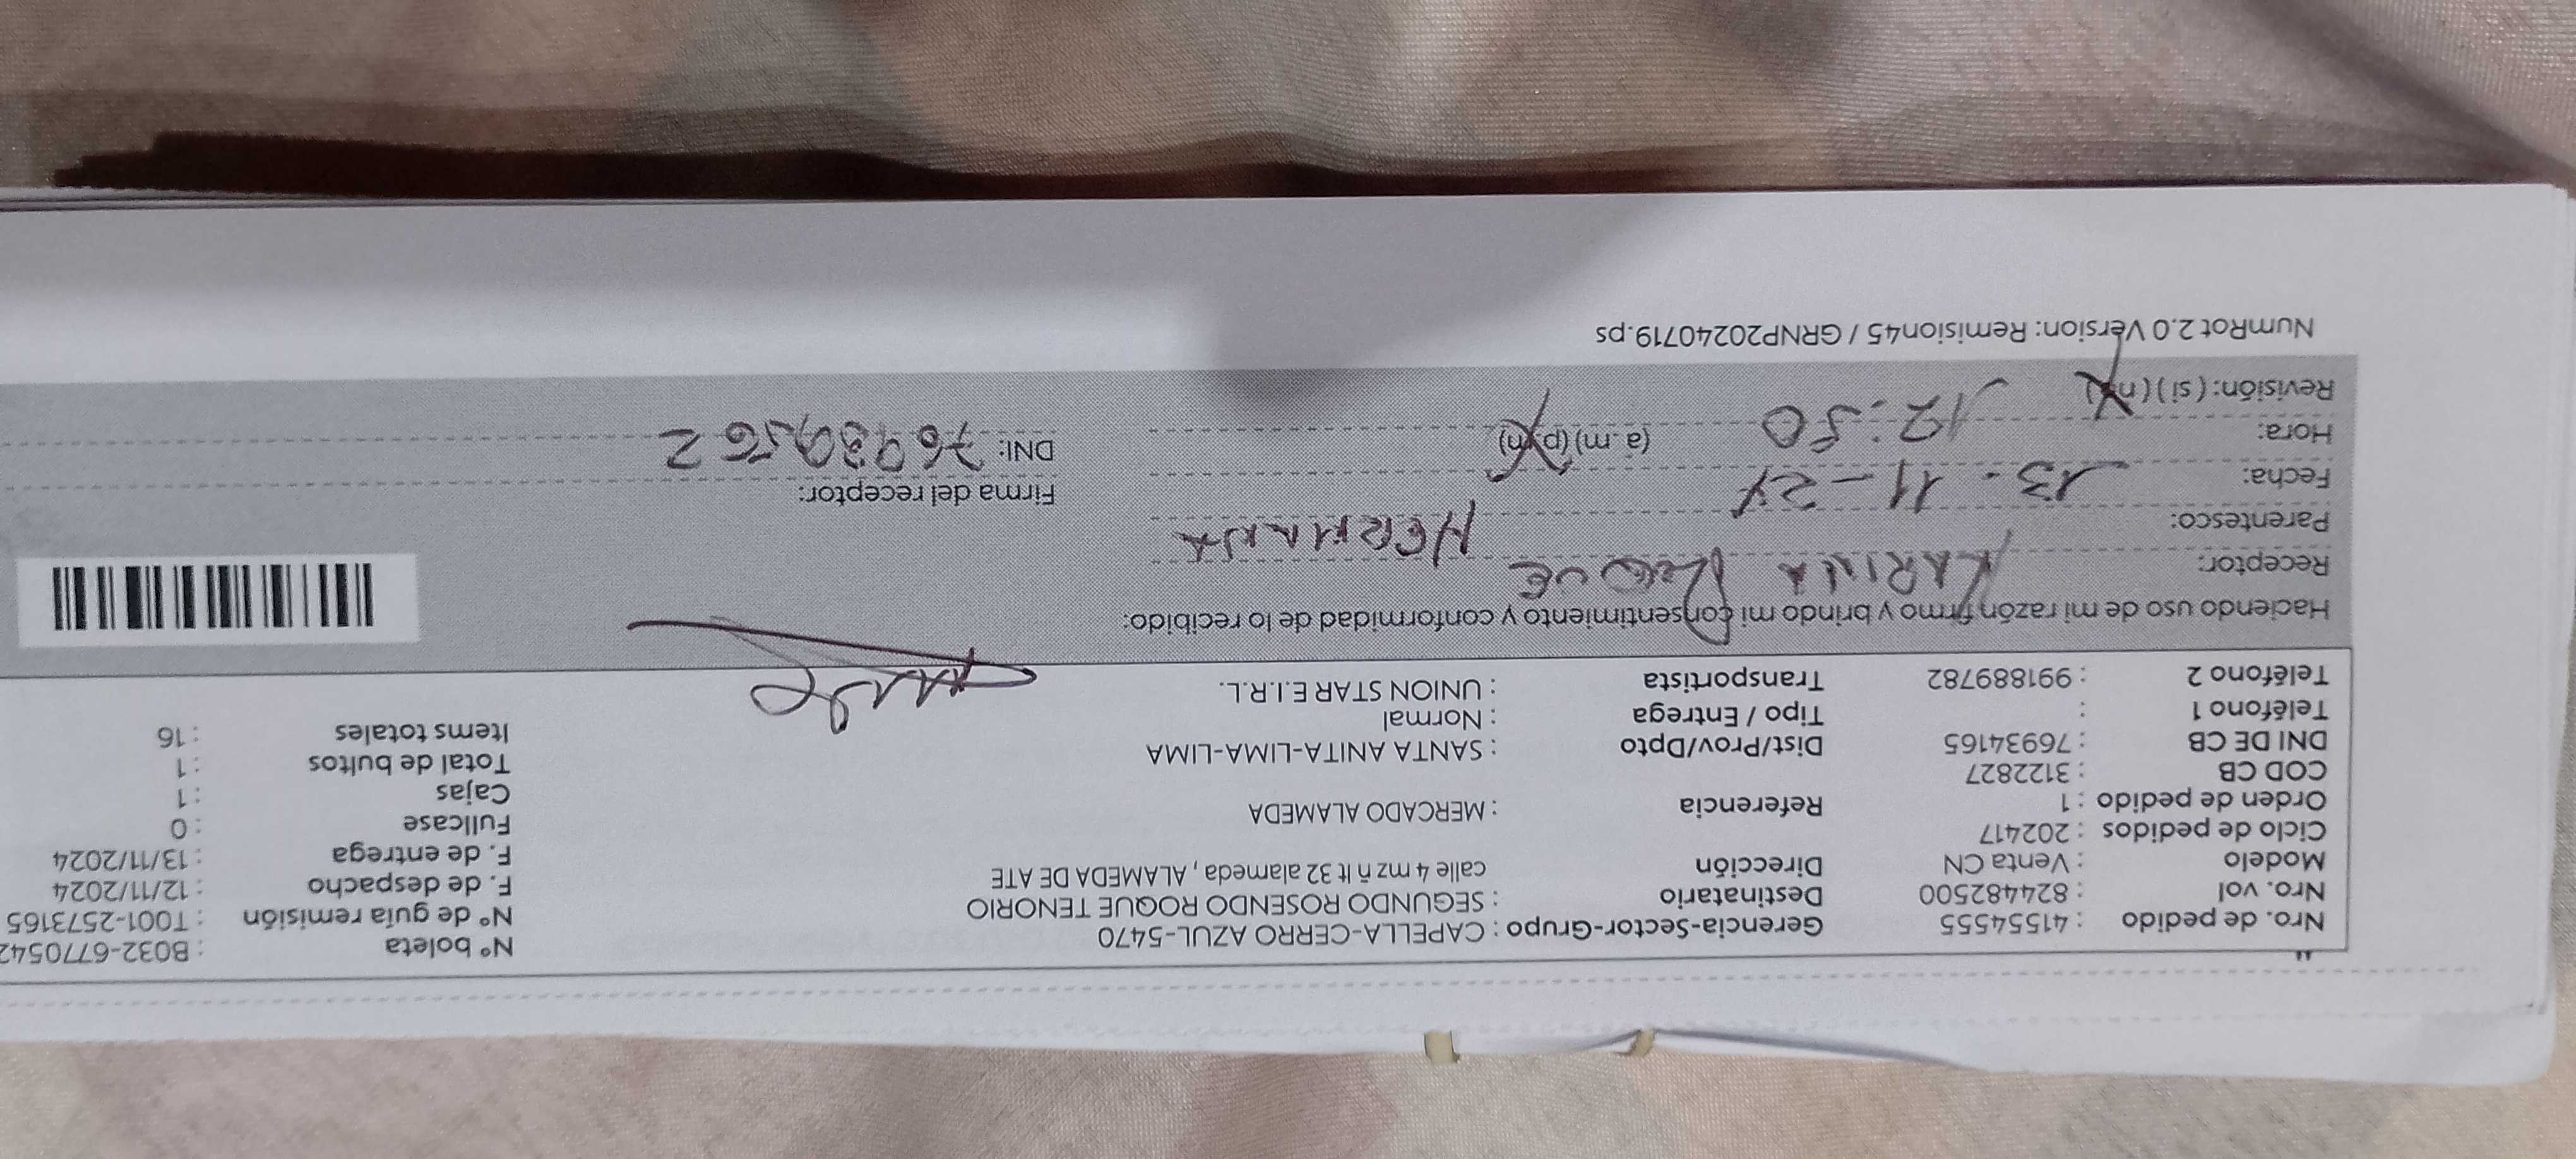 Nro. de pedido : 41554555 Gerencia-Sector-Grupo : CAPELLA-CERRO AZUL-5470 N° boleta : B032-6770542
Nro. vol : 824482500 Destinatario : SEGUNDO ROSENDO ROQUE TENORIO N° de guía remisión : T001-2573165
Modelo : Venta CN Dirección calle 4 mz ñ lt 32 alameda , ALAMEDA DE ATE F. de despacho : 12/11/2024
Ciclo de pedidos : 202417 F. de entrega : 13/11/2024
Orden de pedido : 1 Referencia : MERCADO ALAMEDA Fullcase : 0
COD CB : 3122827 Cajas : 1
DNI DE CB : 76934165 Dist/Prov/Dpto : SANTA ANITA-LIMA-LIMA Total de bultos : 1
Teléfono 1 : Tipo / Entrega : Normal Items totales : 16
Teléfono 2 : 991889782 Transportista : UNION STAR E.I.R.L.
Haciendo uso de mi razón firmo y brindo mi consentimiento y conformidad de lo recibido:
Receptor: KARINA ROQUE
Parentesco: HERMANA
Fecha: 13-11-24 Firma del receptor:
Hora: 12:50 (a.m) (p.m) DNI:
Revisión: ( si ) ( no )
NumRot 2.0 Version: Remision45 / GRNP20240719.ps